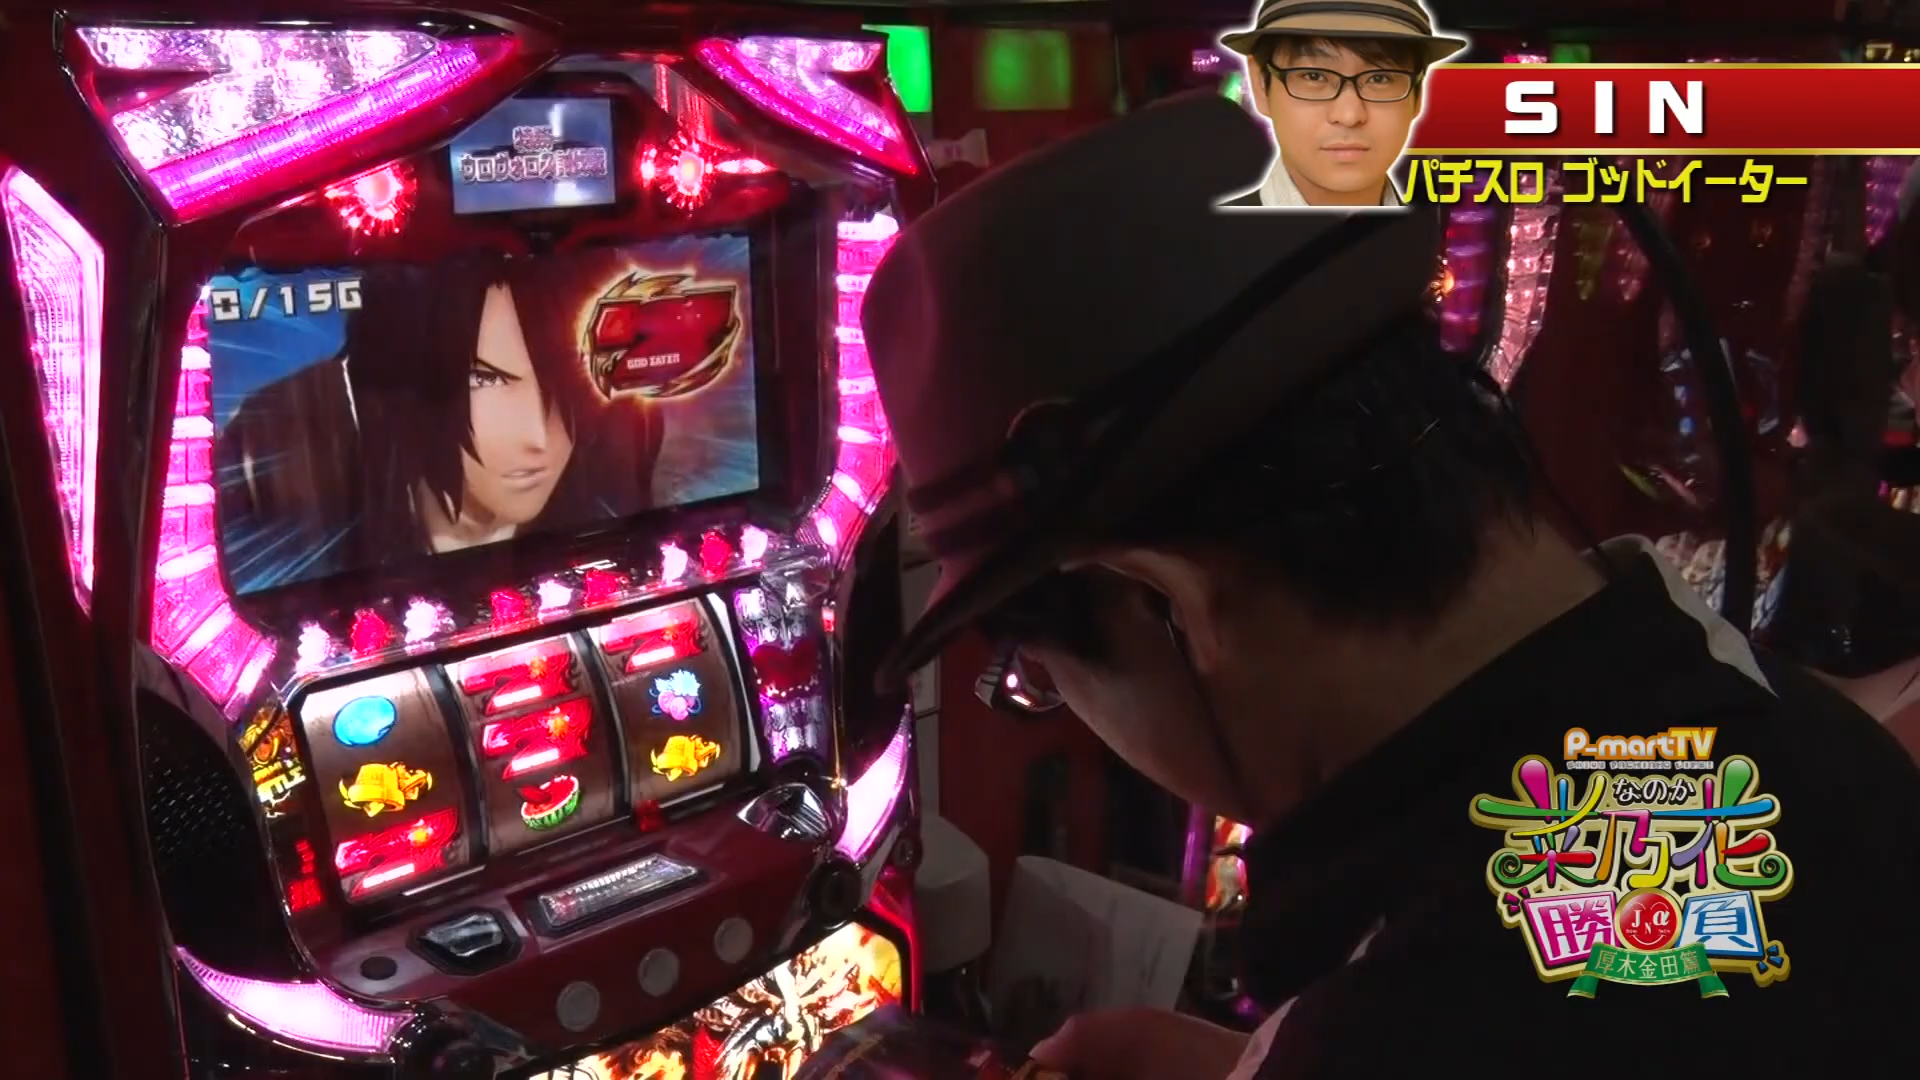 SIN
パチスロ ゴッドイーター
0/15G
GOD EATER
P-martTV
なのか
菜乃花
勝負
JNα
厚木金田篇